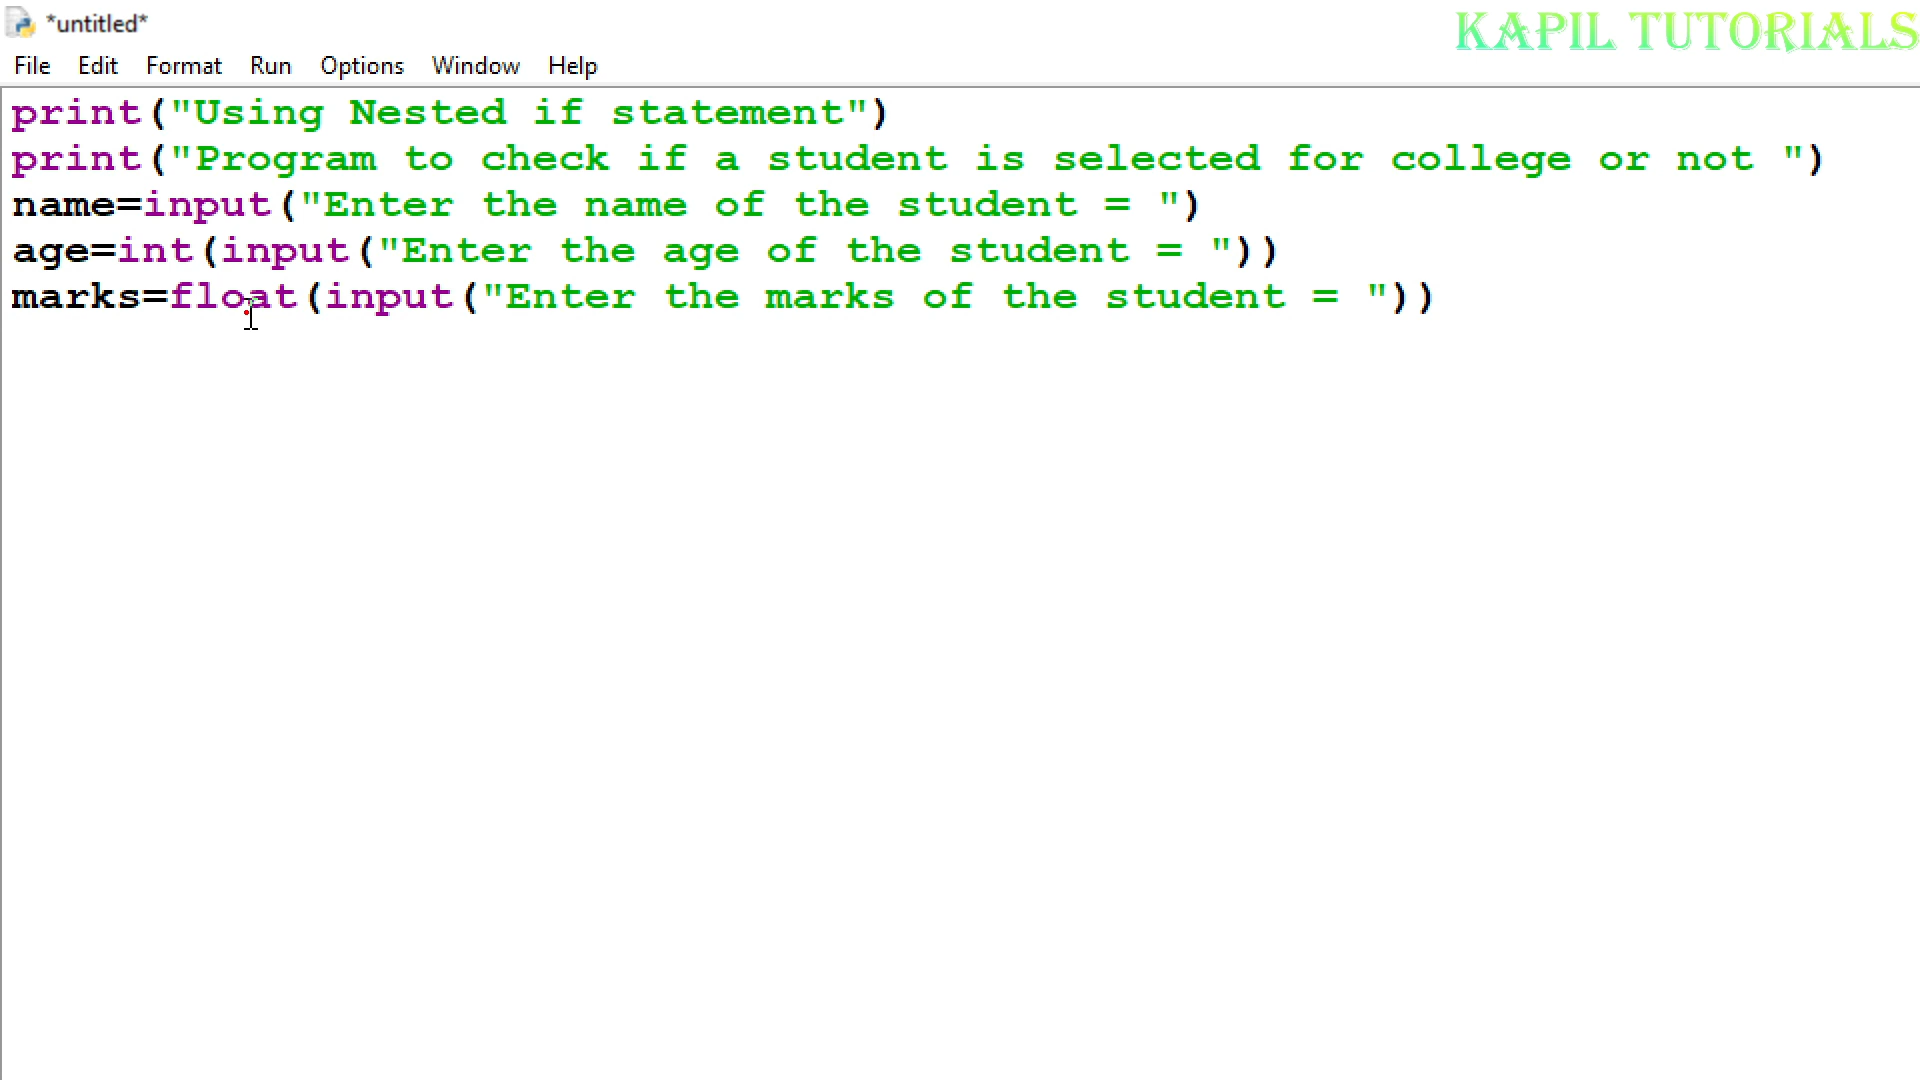 *untitled*
KAPIL TUTORIALS
File Edit Format Run Options Window Help
print("Using Nested if statement")
print("Program to check if a student is selected for college or not ")
name=input("Enter the name of the student = ")
age=int(input("Enter the age of the student = "))
marks=float(input("Enter the marks of the student = "))